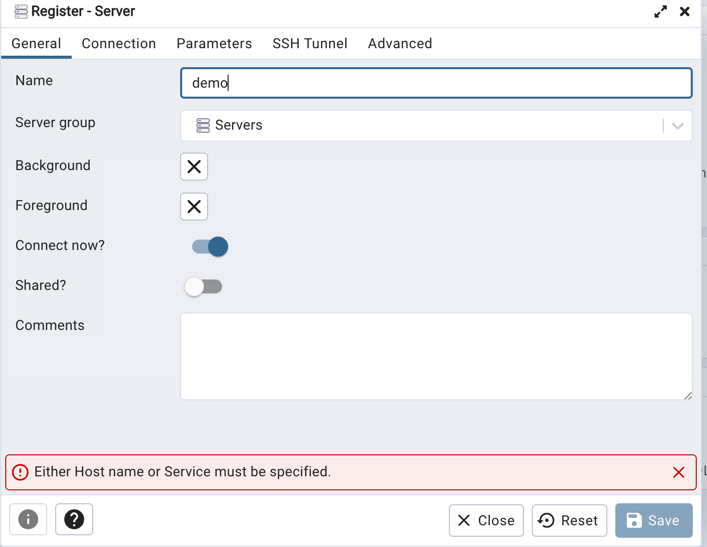 Register - Server
General Connection Parameters SSH Tunnel Advanced
Name demo
Server group Servers
Background
Foreground
Connect now?
Shared?
Comments
Either Host name or Service must be specified.
Close Reset Save